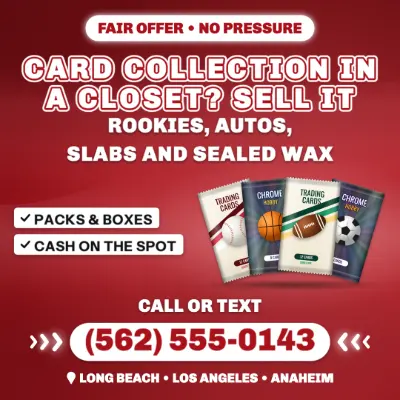 FAIR OFFER • NO PRESSURE
CARD COLLECTION IN
A CLOSET? SELL IT
ROOKIES, AUTOS,
SLABS AND SEALED WAX
PACKS & BOXES
CASH ON THE SPOT
TRADING
CARDS
CHROME
HOBBY
TRADING
CARDS
CHROME
HOBBY
CALL OR TEXT
(562) 555-0143
LONG BEACH • LOS ANGELES • ANAHEIM